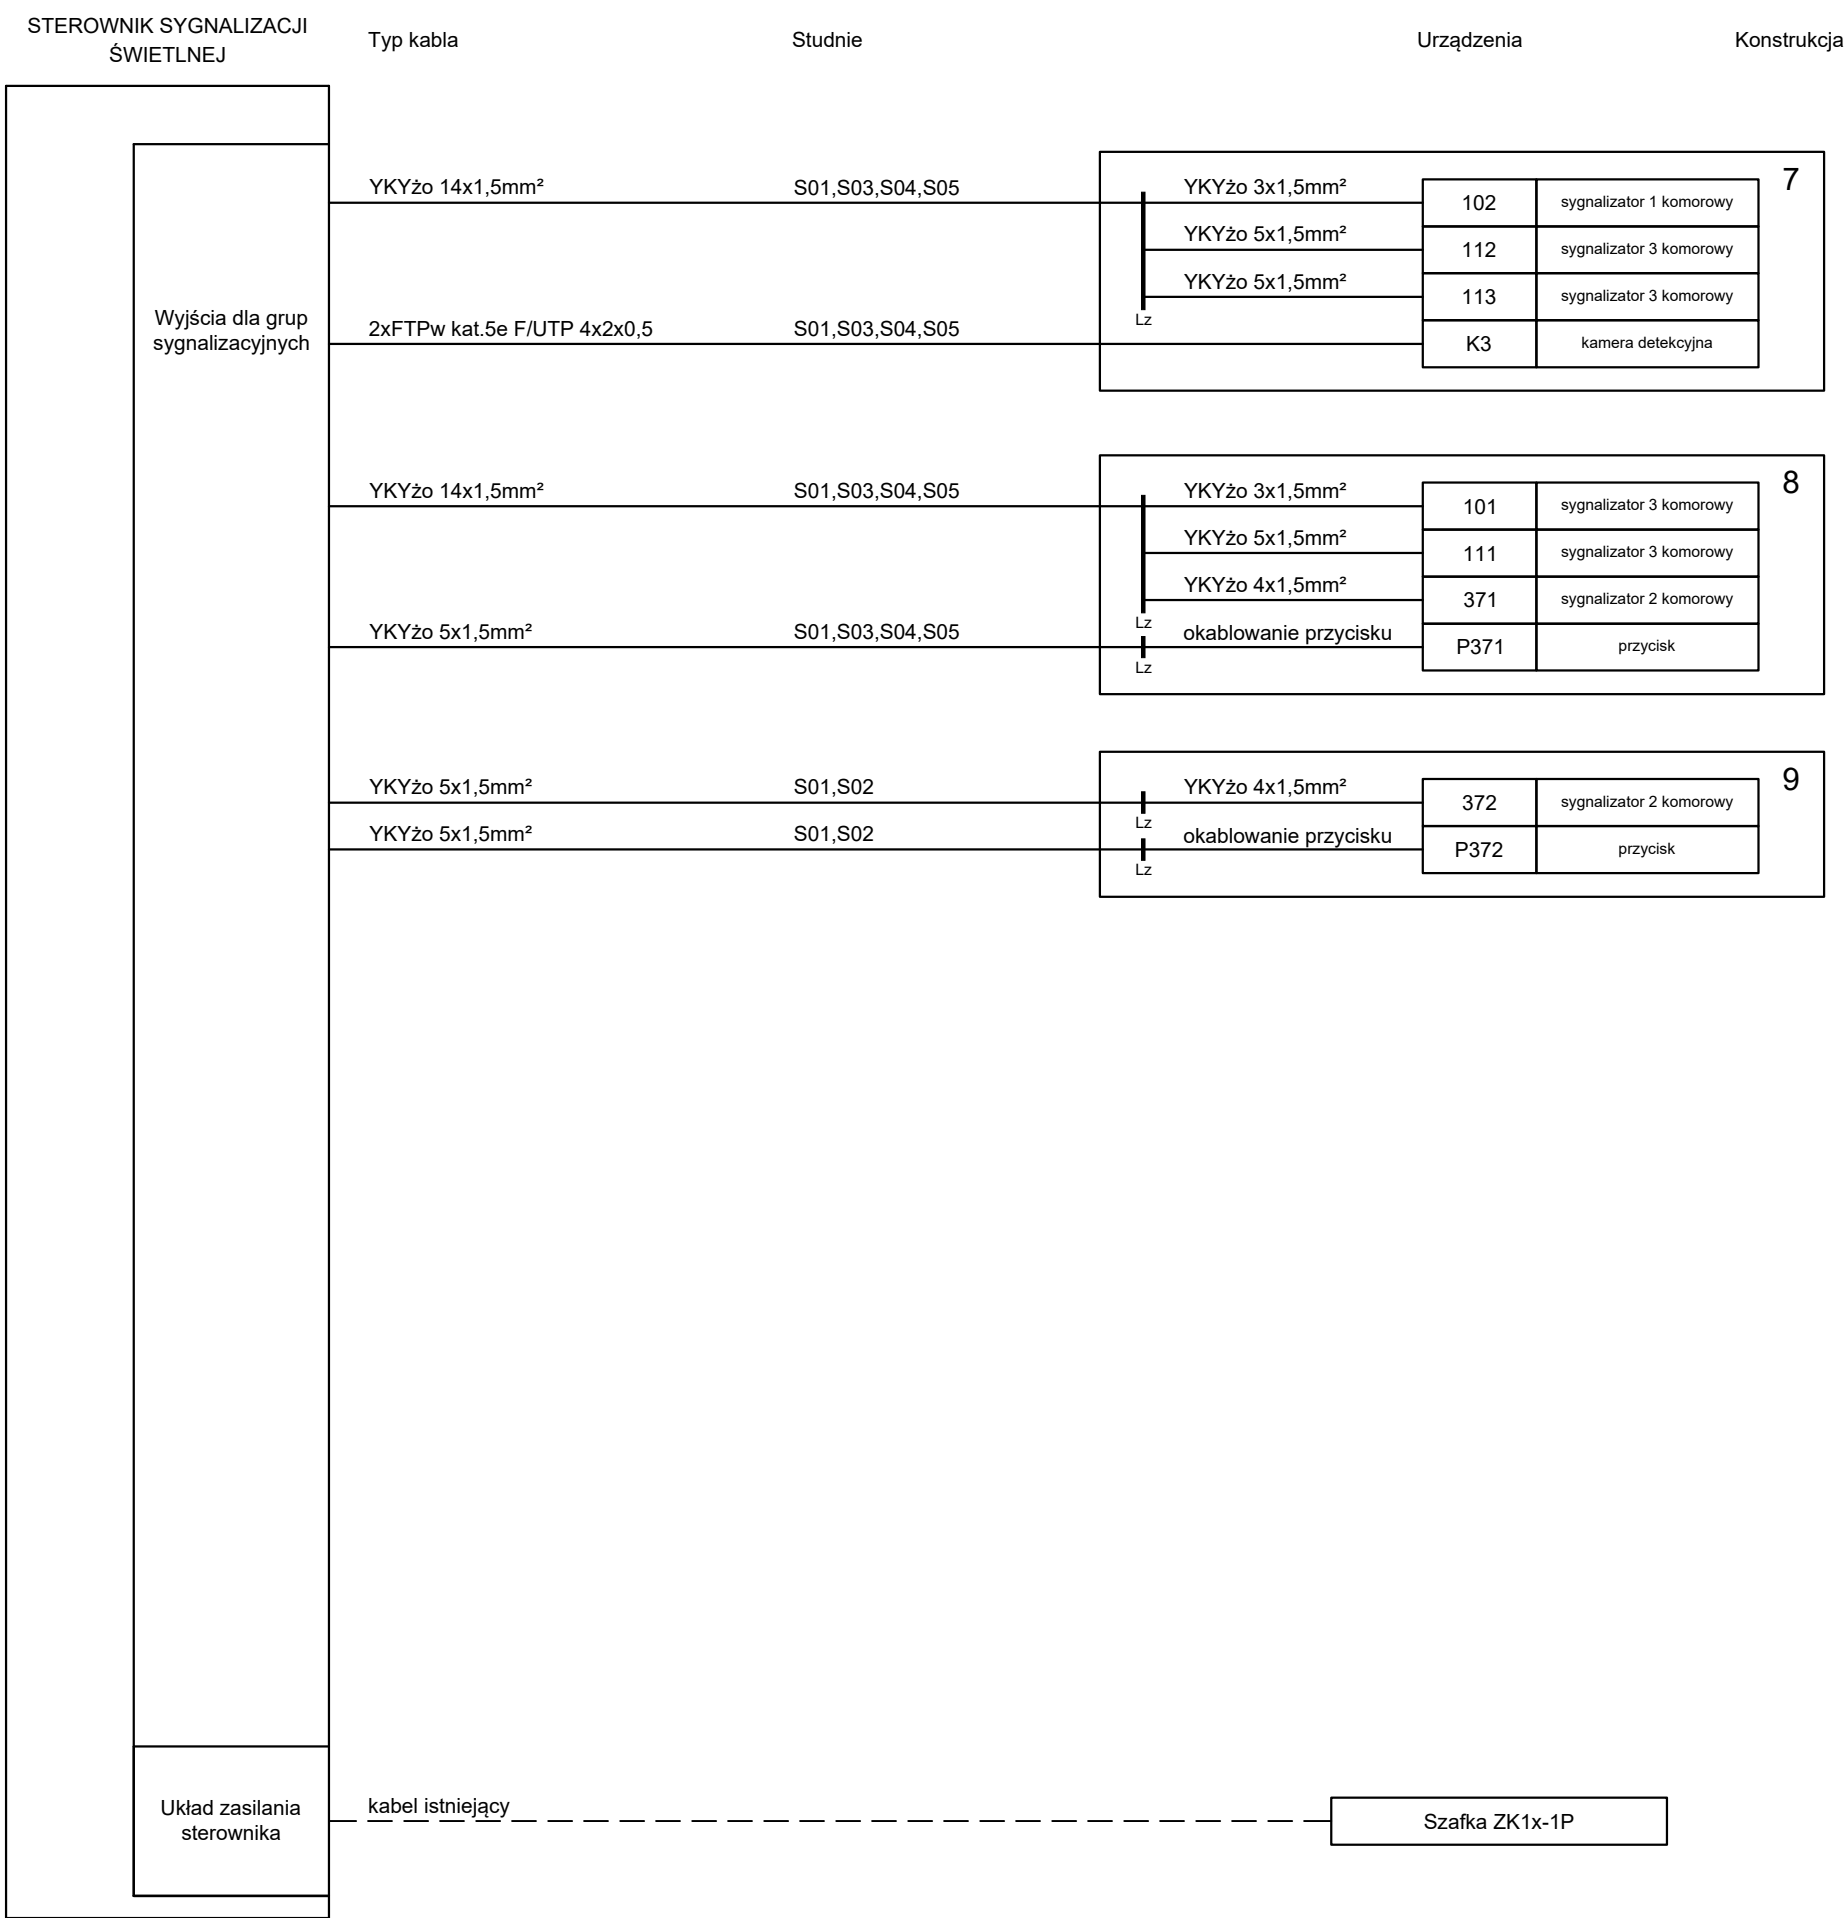 STEROWNIK SYGNALIZACJI
ŚWIETLNEJ
Typ kabla
Studnie
Urządzenia
Konstrukcja
Wyjścia dla grup
sygnalizacyjnych
7
YKYżo 14x1,5mm²
S01,S03,S04,S05
YKYżo 3x1,5mm²
102
sygnalizator 1 komorowy
YKYżo 5x1,5mm²
112
sygnalizator 3 komorowy
YKYżo 5x1,5mm²
113
sygnalizator 3 komorowy
Lz
2xFTPw kat.5e F/UTP 4x2x0,5
S01,S03,S04,S05
K3
kamera detekcyjna
8
YKYżo 14x1,5mm²
S01,S03,S04,S05
YKYżo 3x1,5mm²
101
sygnalizator 3 komorowy
YKYżo 5x1,5mm²
111
sygnalizator 3 komorowy
YKYżo 4x1,5mm²
371
sygnalizator 2 komorowy
Lz
YKYżo 5x1,5mm²
S01,S03,S04,S05
okablowanie przycisku
P371
przycisk
Lz
9
YKYżo 5x1,5mm²
S01,S02
YKYżo 4x1,5mm²
372
sygnalizator 2 komorowy
Lz
YKYżo 5x1,5mm²
S01,S02
okablowanie przycisku
P372
przycisk
Lz
Układ zasilania
sterownika
kabel istniejący
Szafka ZK1x-1P